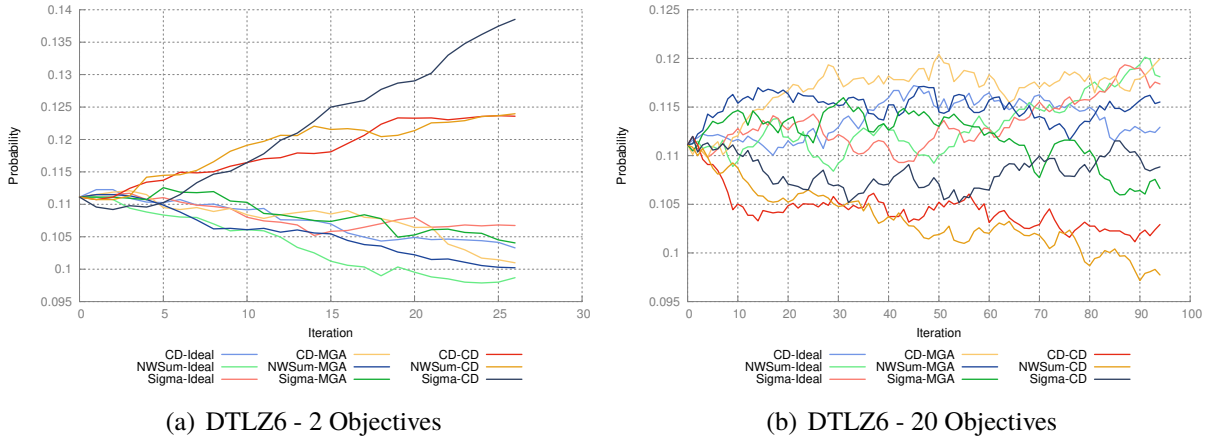 0.14
0.135
0.13
0.125
0.12
0.115
0.11
0.105
0.1
0.095
Probability
0 5 10 15 20 25 30
Iteration
CD-Ideal CD-MGA CD-CD
NWSum-Ideal NWSum-MGA NWSum-CD
Sigma-Ideal Sigma-MGA Sigma-CD
(a) DTLZ6 - 2 Objectives
0.125
0.12
0.115
0.11
0.105
0.1
0.095
Probability
0 10 20 30 40 50 60 70 80 90 100
Iteration
CD-Ideal CD-MGA CD-CD
NWSum-Ideal NWSum-MGA NWSum-CD
Sigma-Ideal Sigma-MGA Sigma-CD
(b) DTLZ6 - 20 Objectives